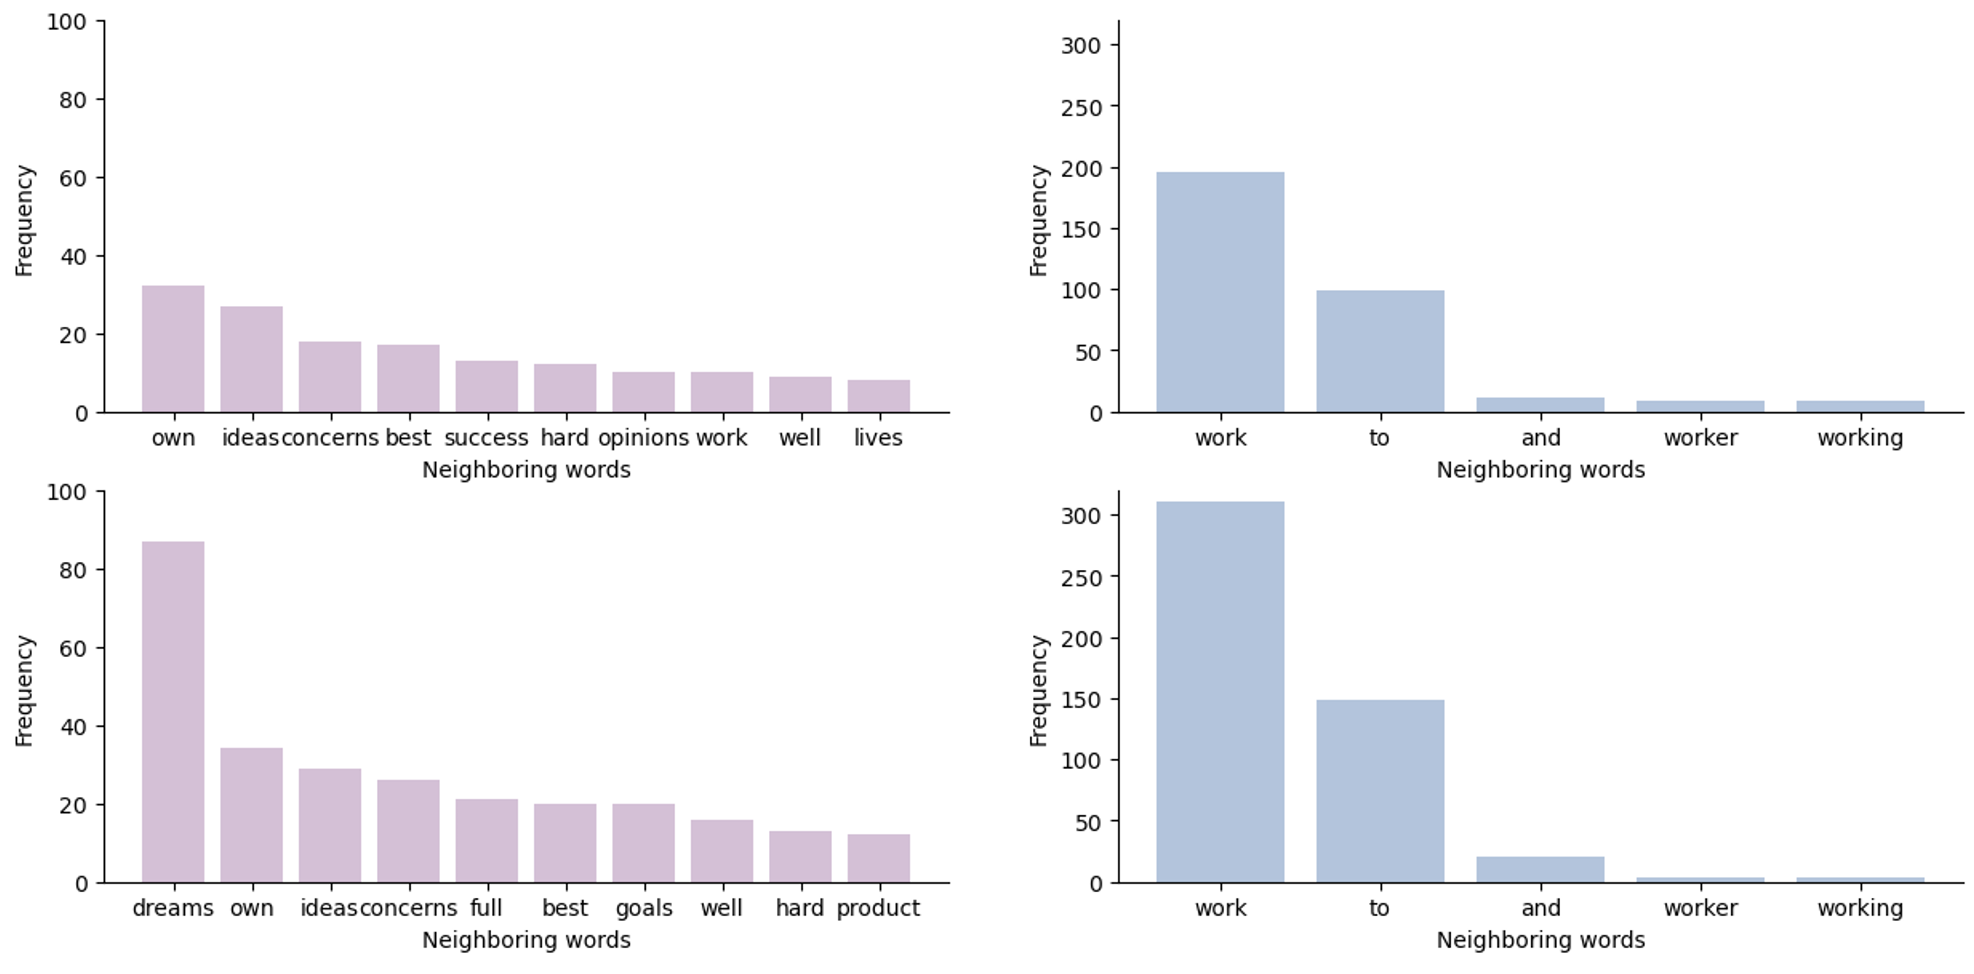 100
80
60
40
20
0
Frequency
own ideas concerns best success hard opinions work well lives
Neighboring words
300
250
200
150
100
50
0
Frequency
work to and worker working
Neighboring words
100
80
60
40
20
0
Frequency
dreams own ideas concerns full best goals well hard product
Neighboring words
300
250
200
150
100
50
0
Frequency
work to and worker working
Neighboring words